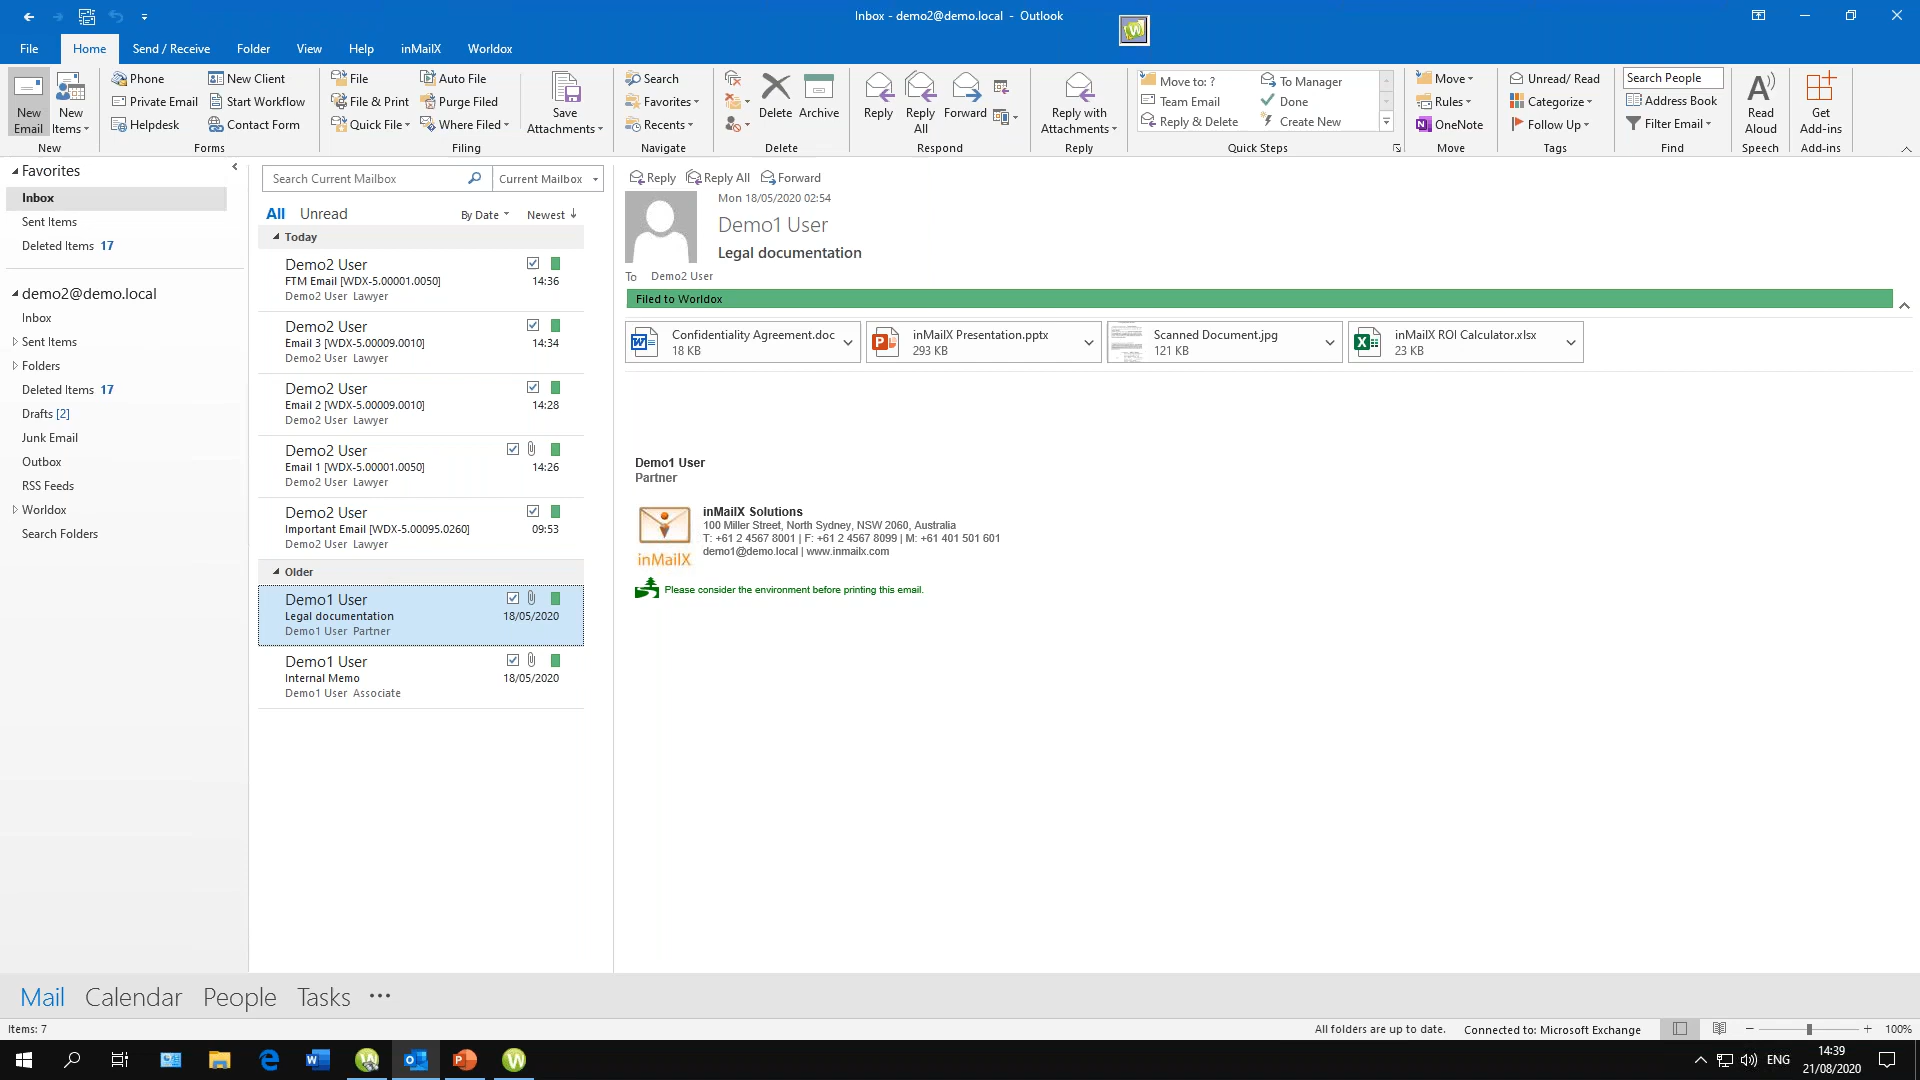 Inbox - demo2@demo.local - Outlook
File Home Send / Receive Folder View Help inMailX Worldox
New Email
New Items
New
Phone
Private Email
Helpdesk
New Client
Start Workflow
Contact Form
Forms
File
File & Print
Quick File
Auto File
Purge Filed
Where Filed
Save Attachments
Filing
Search
Favorites
Recents
Navigate
Delete
Archive
Delete
Reply
Reply All
Forward
Respond
Reply with Attachments
Reply
Move to: ?
Team Email
Reply & Delete
To Manager
Done
Create New
Quick Steps
Move
Rules
OneNote
Move
Unread/ Read
Categorize
Follow Up
Tags
Search People
Address Book
Filter Email
Find
Read Aloud
Speech
Get Add-ins
Add-ins
Favorites
Inbox
Sent Items
Deleted Items 17
demo2@demo.local
Inbox
Sent Items
Folders
Deleted Items 17
Drafts [2]
Junk Email
Outbox
RSS Feeds
Worldox
Search Folders
Search Current Mailbox
Current Mailbox
All Unread
By Date Newest
Today
Demo2 User
FTM Email [WDX-5.00001.0050] 14:36
Demo2 User Lawyer
Demo2 User
Email 3 [WDX-5.00009.0010] 14:34
Demo2 User Lawyer
Demo2 User
Email 2 [WDX-5.00009.0010] 14:28
Demo2 User Lawyer
Demo2 User
Email 1 [WDX-5.00001.0050] 14:26
Demo2 User Lawyer
Demo2 User
Important Email [WDX-5.00095.0260] 09:53
Demo2 User Lawyer
Older
Demo1 User
Legal documentation 18/05/2020
Demo1 User Partner
Demo1 User
Internal Memo 18/05/2020
Demo1 User Associate
Reply Reply All Forward
Mon 18/05/2020 02:54
Demo1 User
Legal documentation
To Demo2 User
Filed to Worldox
Confidentiality Agreement.doc
18 KB
inMailX Presentation.pptx
293 KB
Scanned Document.jpg
121 KB
inMailX ROI Calculator.xlsx
23 KB
Demo1 User
Partner
inMailX
inMailX Solutions
100 Miller Street, North Sydney, NSW 2060, Australia
T: +61 2 4567 8001 | F: +61 2 4567 8099 | M: +61 401 501 601
demo1@demo.local | www.inmailx.com
Please consider the environment before printing this email.
Mail Calendar People Tasks ...
Items: 7
All folders are up to date. Connected to: Microsoft Exchange 100%
ENG
14:39
21/08/2020